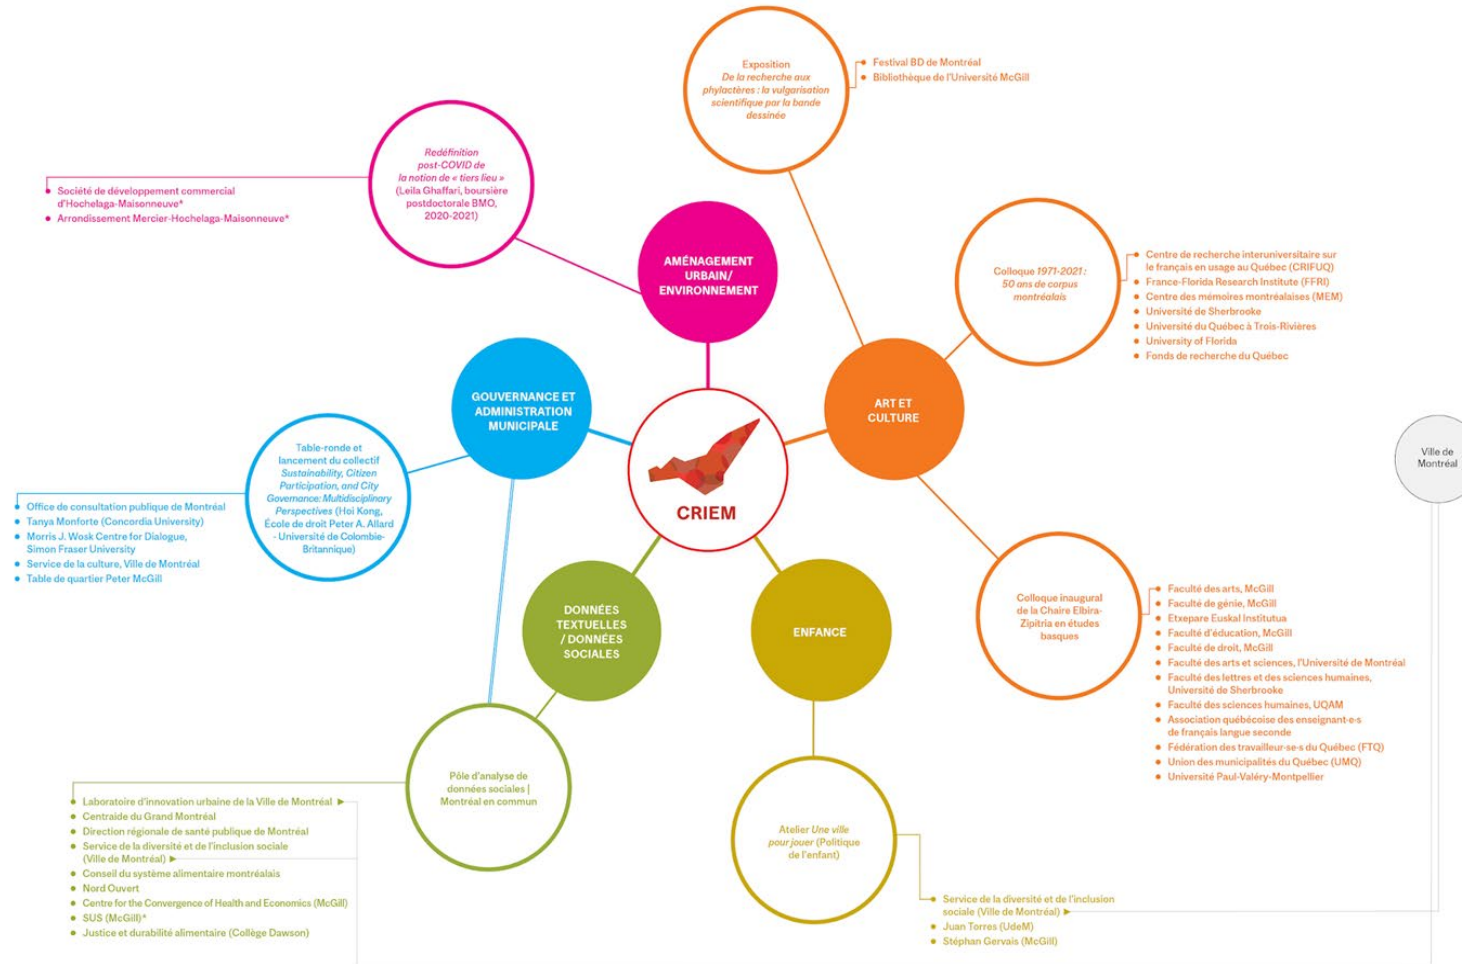 Exposition
De la recherche aux
phylactères : la vulgarisation
scientifique par la bande
dessinée
Festival BD de Montréal
Bibliothèque de l'Université McGill
Redéfinition
post-COVID de
la notion de « tiers lieu »
(Leila Ghaffari, boursière
postdoctorale BMO,
2020-2021)
Société de développement commercial
d'Hochelaga-Maisonneuve*
Arrondissement Mercier-Hochelaga-Maisonneuve*
AMÉNAGEMENT
URBAIN/
ENVIRONNEMENT
Colloque 1971-2021 :
50 ans de corpus
montréalais
Centre de recherche interuniversitaire sur
le français en usage au Québec (CRIFUQ)
France-Florida Research Institute (FFRI)
Centre des mémoires montréalaises (MEM)
Université de Sherbrooke
Université du Québec à Trois-Rivières
University of Florida
Fonds de recherche du Québec
GOUVERNANCE ET
ADMINISTRATION
MUNICIPALE
ART ET
CULTURE
CRIEM
Ville de
Montréal
Table-ronde et
lancement du collectif
Sustainability, Citizen
Participation, and City
Governance: Multidisciplinary
Perspectives (Hoi Kong,
École de droit Peter A. Allard
- Université de Colombie-
Britannique)
Office de consultation publique de Montréal
Tanya Monforte (Concordia University)
Morris J. Wosk Centre for Dialogue,
Simon Fraser University
Service de la culture, Ville de Montréal
Table de quartier Peter McGill
DONNÉES
TEXTUELLES
/ DONNÉES
SOCIALES
ENFANCE
Colloque inaugural
de la Chaire Elbira-
Zipitria en études
basques
Faculté des arts, McGill
Faculté de génie, McGill
Etxepare Euskal Institutua
Faculté d'éducation, McGill
Faculté de droit, McGill
Faculté des arts et sciences, l'Université de Montréal
Faculté des lettres et des sciences humaines,
Université de Sherbrooke
Faculté des sciences humaines, UQAM
Association québécoise des enseignant·e·s
de français langue seconde
Fédération des travailleur·se·s du Québec (FTQ)
Union des municipalités du Québec (UMQ)
Université Paul-Valéry-Montpellier
Pôle d'analyse de
données sociales |
Montréal en commun
Laboratoire d'innovation urbaine de la Ville de Montréal
Centraide du Grand Montréal
Direction régionale de santé publique de Montréal
Service de la diversité et de l'inclusion sociale
(Ville de Montréal)
Conseil du système alimentaire montréalais
Nord Ouvert
Centre for the Convergence of Health and Economics (McGill)
SUS (McGill)*
Justice et durabilité alimentaire (Collège Dawson)
Atelier Une ville
pour jouer (Politique
de l'enfant)
Service de la diversité et de l'inclusion
sociale (Ville de Montréal)
Juan Torres (UdeM)
Stéphan Gervais (McGill)